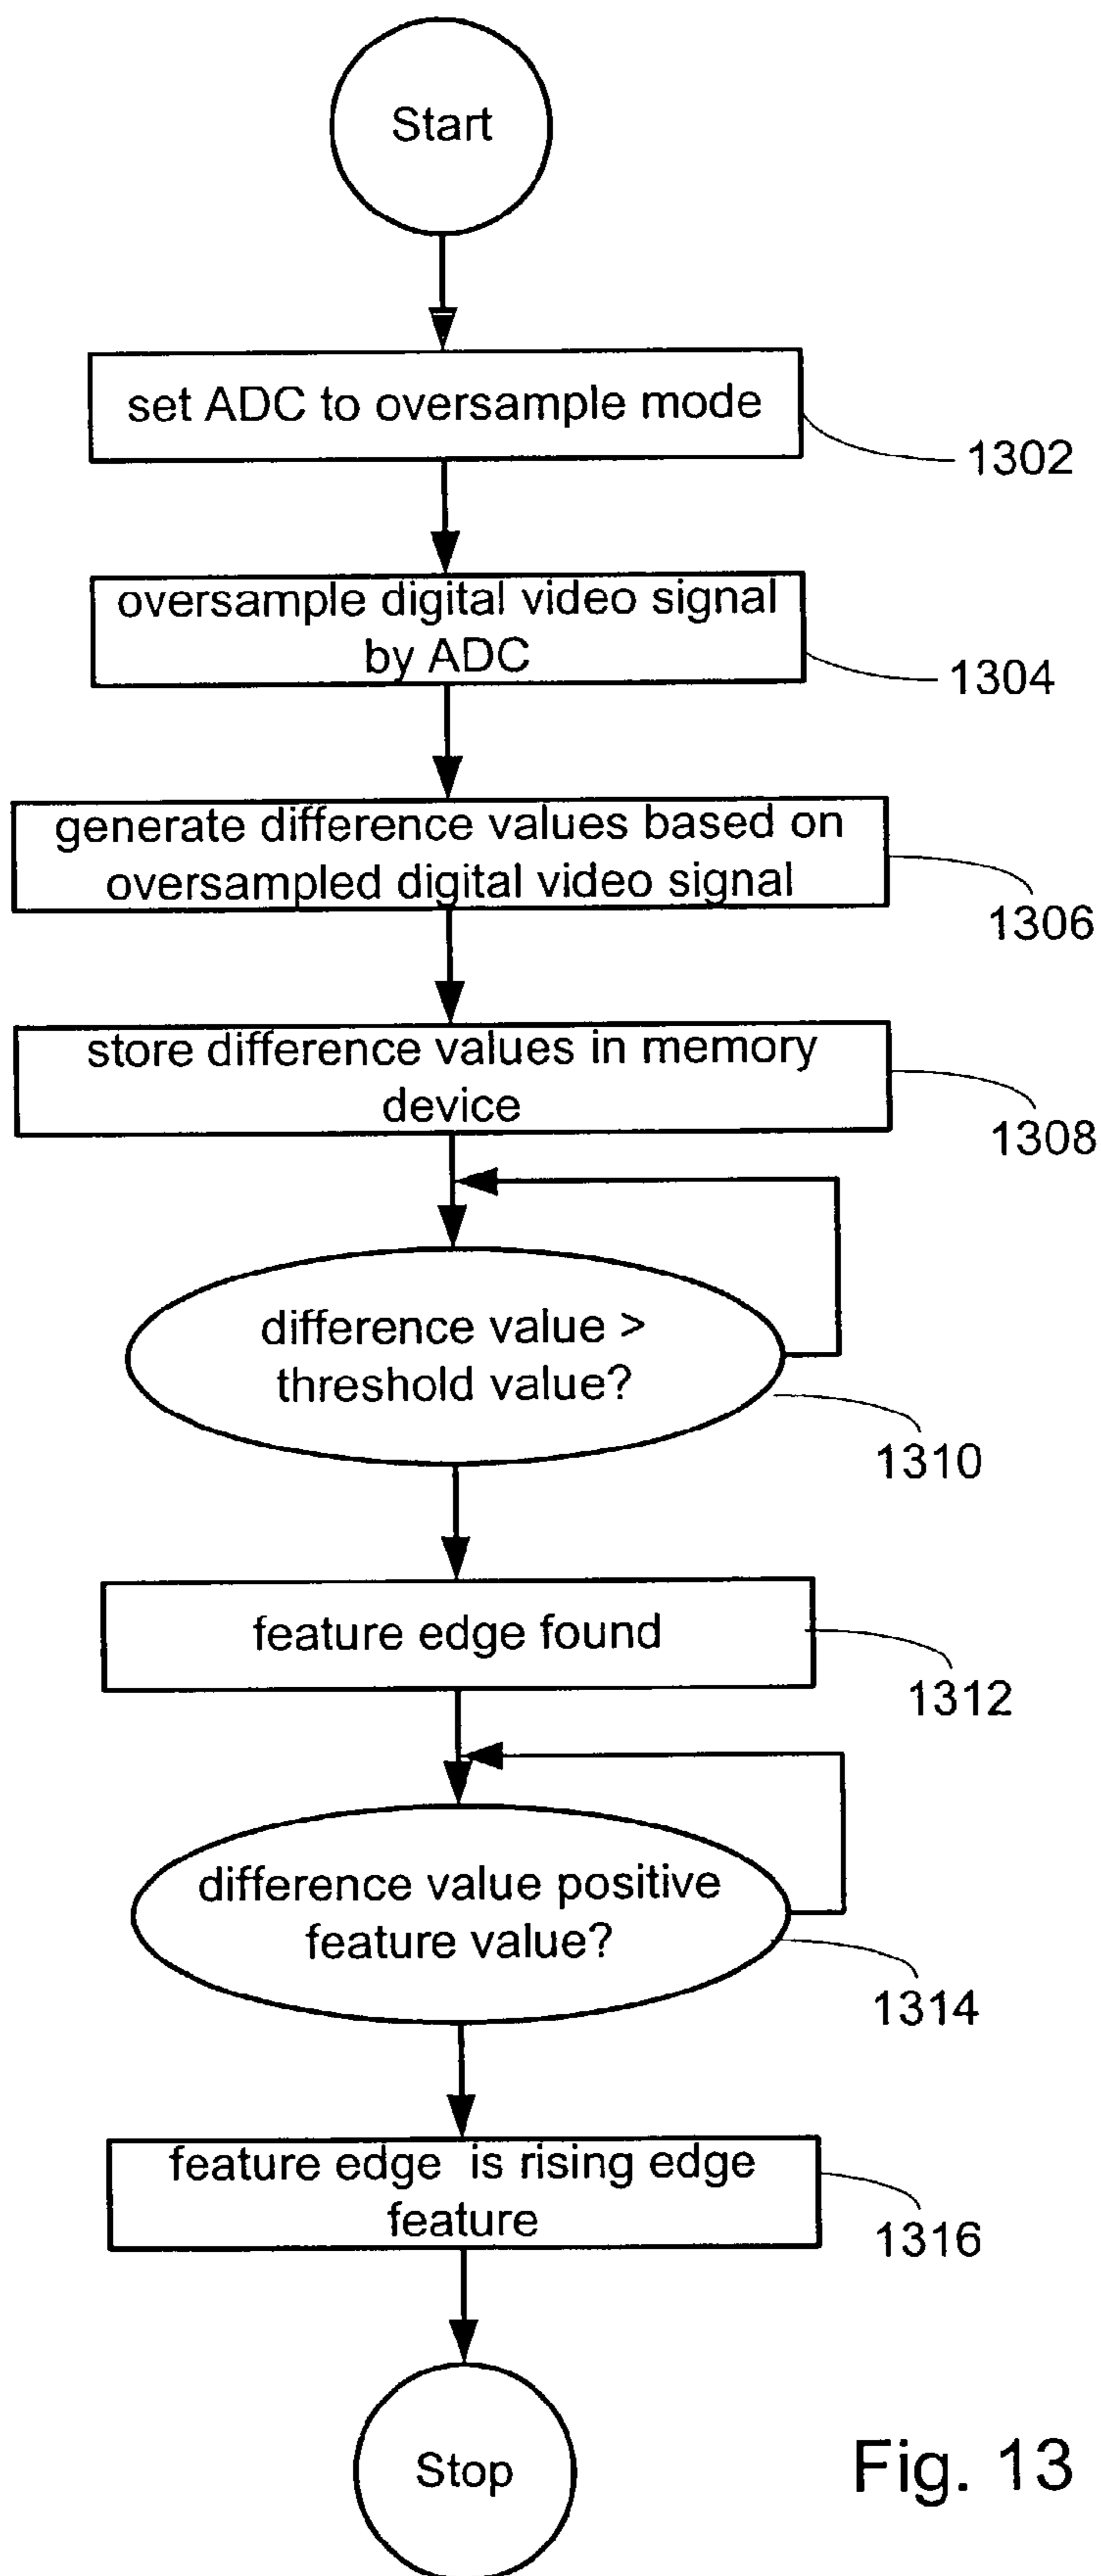 Start
set ADC to oversample mode
1302
oversample digital video signal
by ADC
1304
generate difference values based on
oversampled digital video signal
1306
store difference values in memory
device
1308
difference value >
threshold value?
1310
feature edge found
1312
difference value positive
feature value?
1314
feature edge is rising edge
feature
1316
Stop
Fig. 13